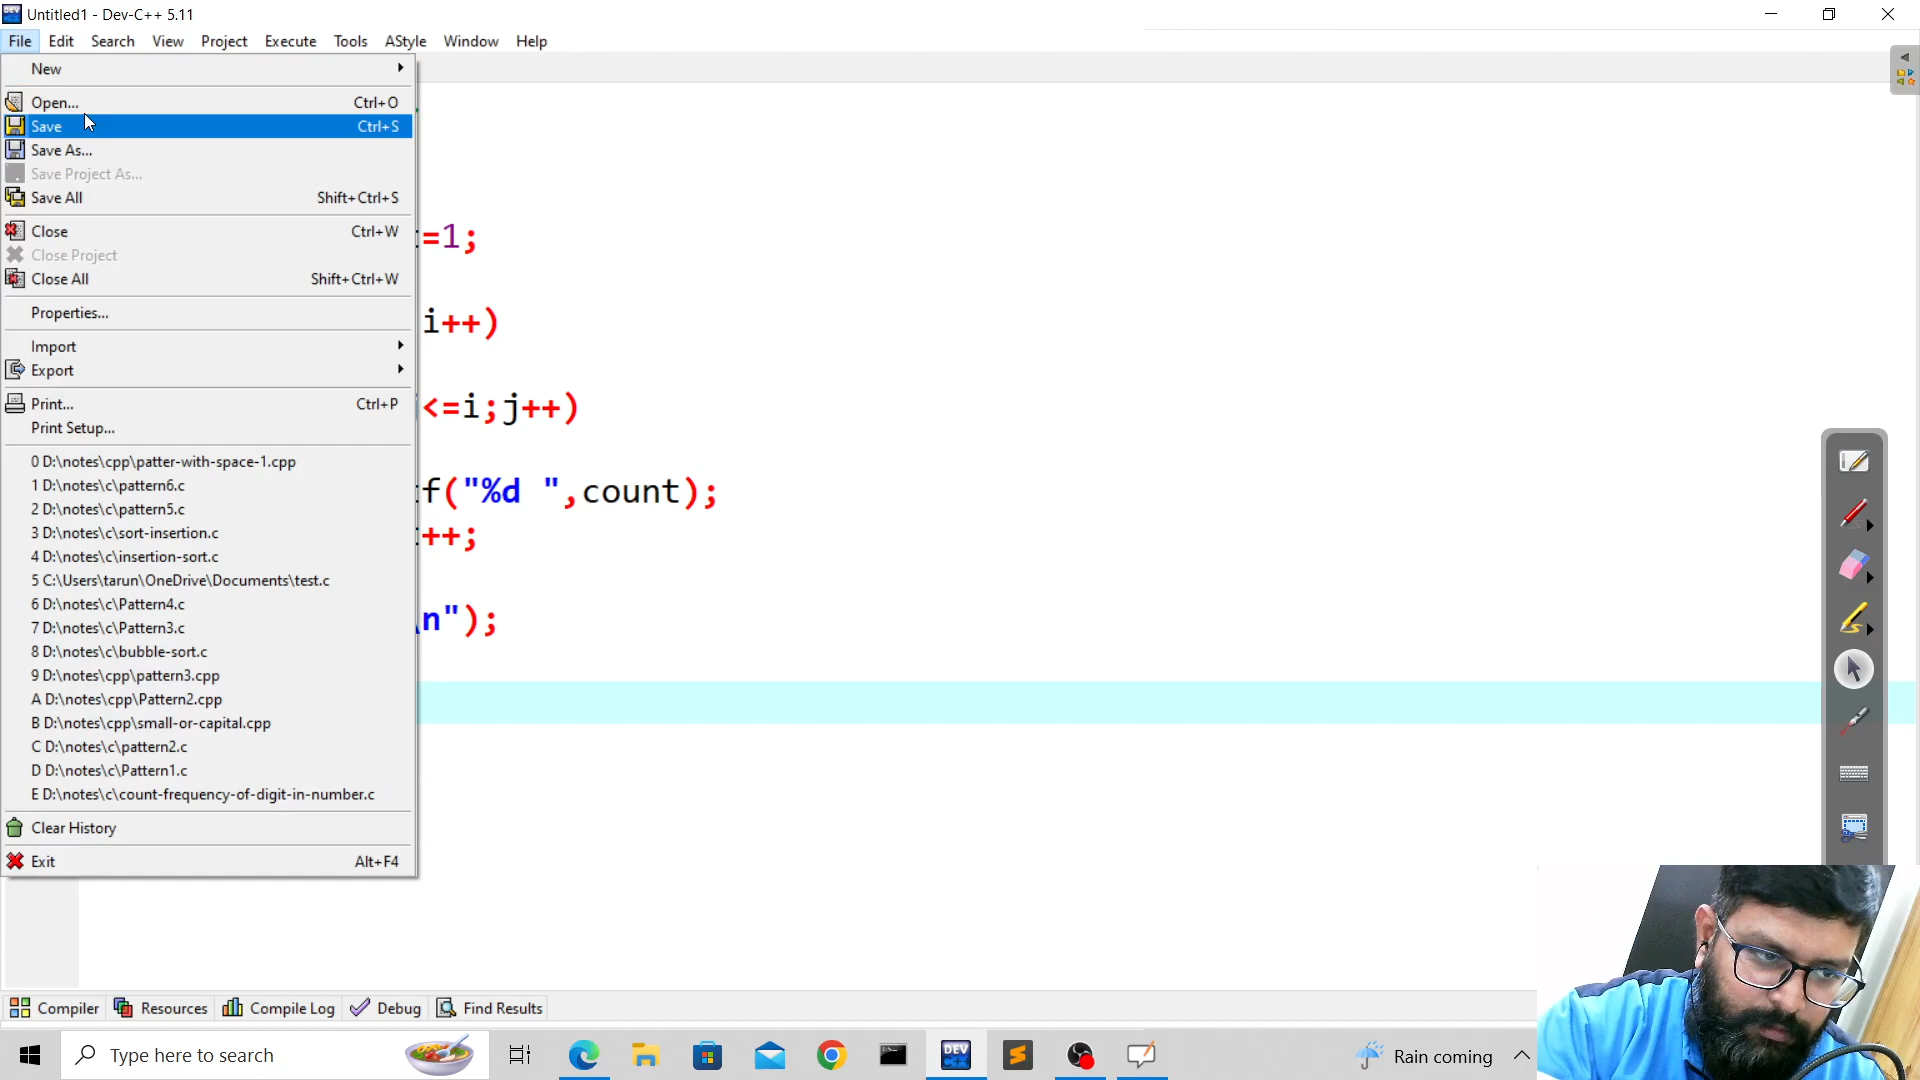 Untitled1 - Dev-C++ 5.11
File Edit Search View Project Execute Tools AStyle Window Help
New
Open... Ctrl+O
Save Ctrl+S
Save As...
Save Project As...
Save All Shift+Ctrl+S
Close Ctrl+W
Close Project
Close All Shift+Ctrl+W
Properties...
Import
Export
Print... Ctrl+P
Print Setup...
0 D:\notes\cpp\patter-with-space-1.cpp
1 D:\notes\c\pattern6.c
2 D:\notes\c\pattern5.c
3 D:\notes\c\sort-insertion.c
4 D:\notes\c\insertion-sort.c
5 C:\Users\tarun\OneDrive\Documents\test.c
6 D:\notes\c\Pattern4.c
7 D:\notes\c\Pattern3.c
8 D:\notes\c\bubble-sort.c
9 D:\notes\cpp\pattern3.cpp
A D:\notes\cpp\Pattern2.cpp
B D:\notes\cpp\small-or-capital.cpp
C D:\notes\c\pattern2.c
D D:\notes\c\Pattern1.c
E D:\notes\c\count-frequency-of-digit-in-number.c
Clear History
Exit Alt+F4
=1;
i++)
<=i;j++)
f("%d ",count);
++;
n");
Compiler Resources Compile Log Debug Find Results
Type here to search
DEV
Rain coming